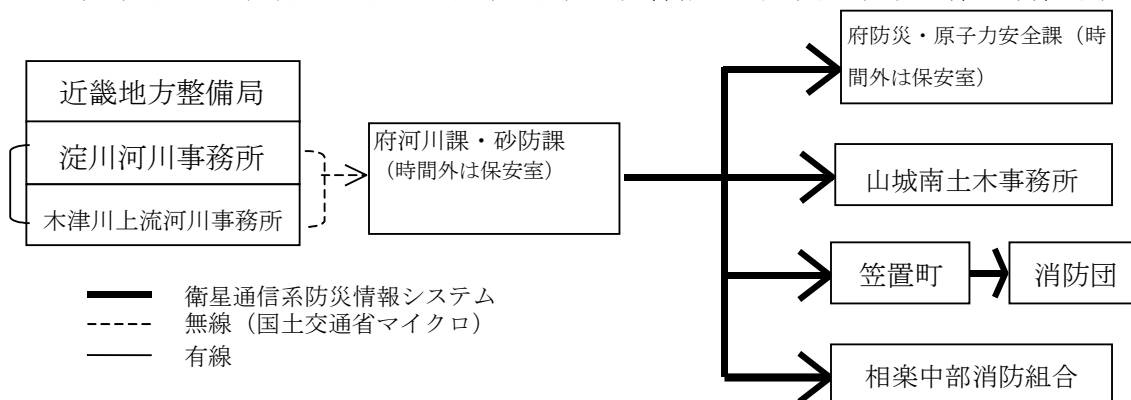 近畿地方整備局
淀川河川事務所
木津川上流河川事務所
府河川課・砂防課
（時間外は保安室）
府防災・原子力安全課（時
間外は保安室）
山城南土木事務所
笠置町
消防団
相楽中部消防組合
衛星通信系防災情報システム
無線（国土交通省マイクロ）
有線